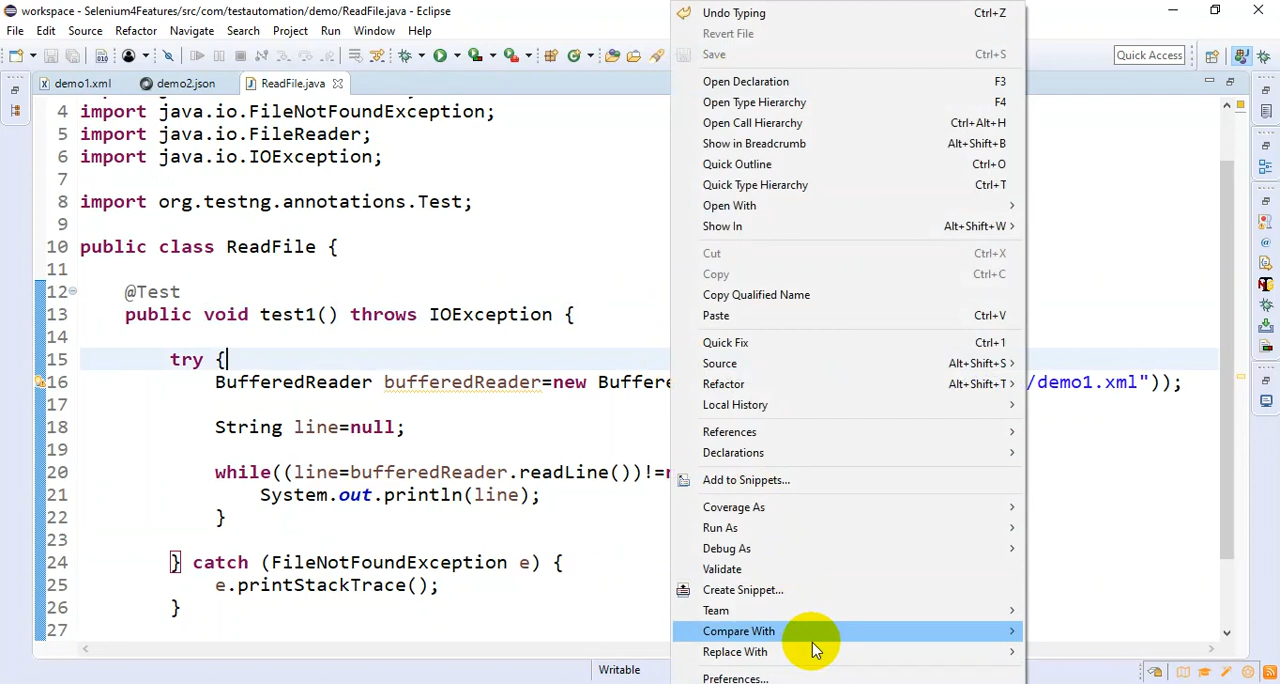 workspace - Selenium4Features/src/com/testautomation/demo/ReadFile.java - Eclipse
File Edit Source Refactor Navigate Search Project Run Window Help
Quick Access
demo1.xml demo2.json ReadFile.java
4 import java.io.FileNotFoundException;
5 import java.io.FileReader;
6 import java.io.IOException;
7
8 import org.testng.annotations.Test;
9
10 public class ReadFile {
11
12 @Test
13 public void test1() throws IOException {
14
15 try {
16 BufferedReader bufferedReader=new Buffere /demo1.xml"));
17
18 String line=null;
19
20 while((line=bufferedReader.readLine())!=
21 System.out.println(line);
22 }
23
24 } catch (FileNotFoundException e) {
25 e.printStackTrace();
26 }
27
Writable
Undo Typing Ctrl+Z
Revert File
Save Ctrl+S
Open Declaration F3
Open Type Hierarchy F4
Open Call Hierarchy Ctrl+Alt+H
Show in Breadcrumb Alt+Shift+B
Quick Outline Ctrl+O
Quick Type Hierarchy Ctrl+T
Open With
Show In Alt+Shift+W
Cut Ctrl+X
Copy Ctrl+C
Copy Qualified Name
Paste Ctrl+V
Quick Fix Ctrl+1
Source Alt+Shift+S
Refactor Alt+Shift+T
Local History
References
Declarations
Add to Snippets...
Coverage As
Run As
Debug As
Validate
Create Snippet...
Team
Compare With
Replace With
Preferences...